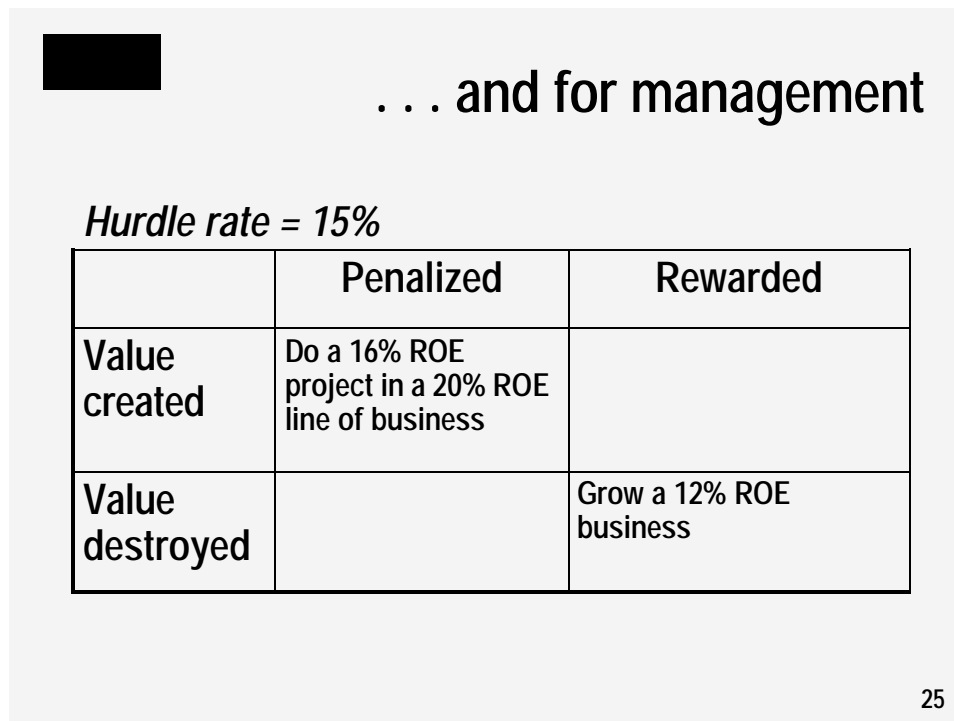 . . . and for management
Hurdle rate = 15%
Penalized
Rewarded
Value
created
Do a 16% ROE
project in a 20% ROE
line of business
Value
destroyed
Grow a 12% ROE
business
25